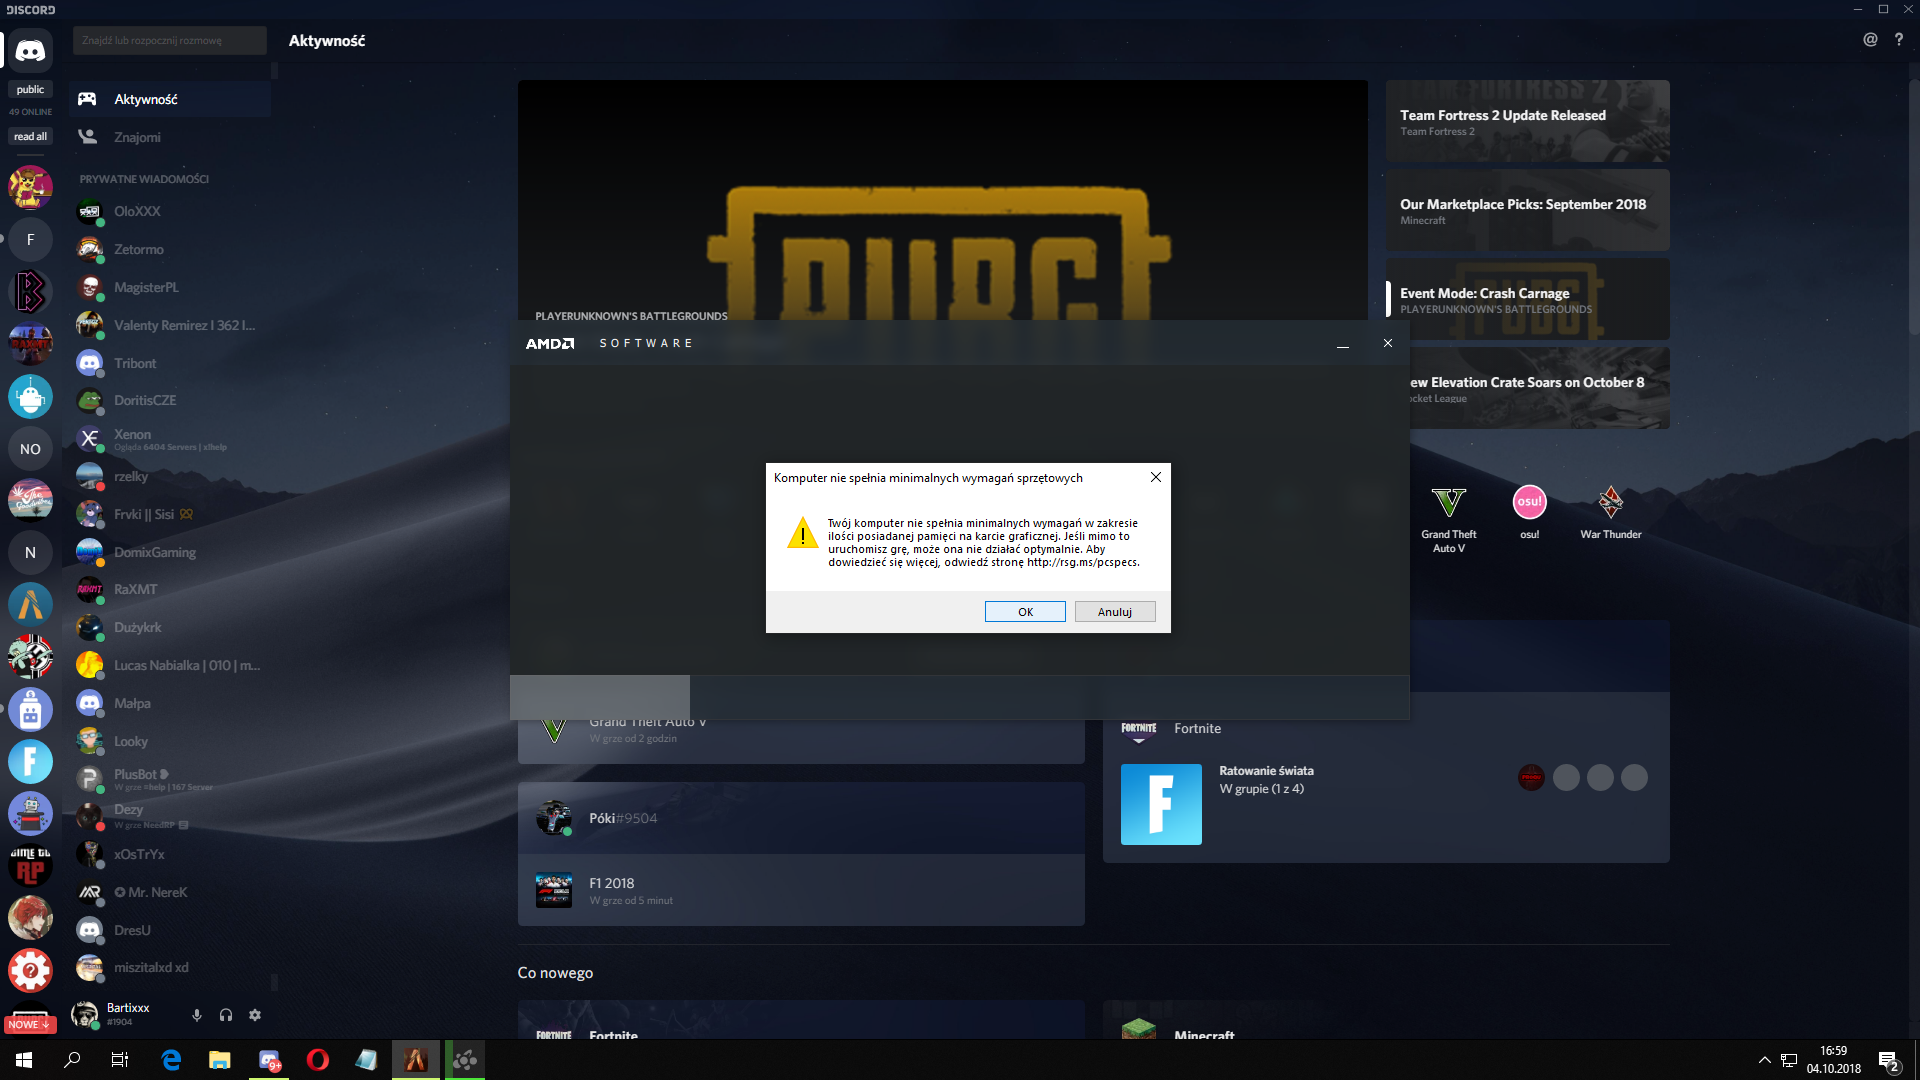 DISCORD
Znajdź lub rozpocznij rozmowę
Aktywność
public
49 ONLINE
read all
F
NO
N
NOWE
Aktywność
Znajomi
PRYWATNE WIADOMOŚCI
OloXXX
Zetormo
MagisterPL
Valenty Remirez I 362 I...
Tribont
DoritisCZE
Xenon
Ogląda 6404 Servers | x!help
rzelky
Frvki || Sisi
DomixGaming
RaXMT
Dużykrk
Lucas Nabialka | 010 | m...
Małpa
Looky
PlusBot
W grze =help | 167 Server
Dezy
W grze NeedRP
xOsTrYx
✪ Mr. NereK
DresU
miszitalxd xd
Bartixxx
#1904
PUBG
PLAYERUNKNOWN'S BATTLEGROUNDS
Team Fortress 2 Update Released
Team Fortress 2
Our Marketplace Picks: September 2018
Minecraft
Event Mode: Crash Carnage
PLAYERUNKNOWN'S BATTLEGROUNDS
ew Elevation Crate Soars on October 8
ocket League
Grand Theft Auto V
osu!
osu!
War Thunder
AMD SOFTWARE
Komputer nie spełnia minimalnych wymagań sprzętowych
Twój komputer nie spełnia minimalnych wymagań w zakresie
ilości posiadanej pamięci na karcie graficznej. Jeśli mimo to
uruchomisz grę, może ona nie działać optymalnie. Aby
dowiedzieć się więcej, odwiedź stronę http://rsg.ms/pcspecs.
OK
Anuluj
Grand Theft Auto V
W grze od 2 godzin
Póki#9504
F1 2018
W grze od 5 minut
FORTNITE
Fortnite
Ratowanie świata
W grupie (1 z 4)
Co nowego
FORTNITE
Fortnite
Minecraft
9+
16:59
04.10.2018
2